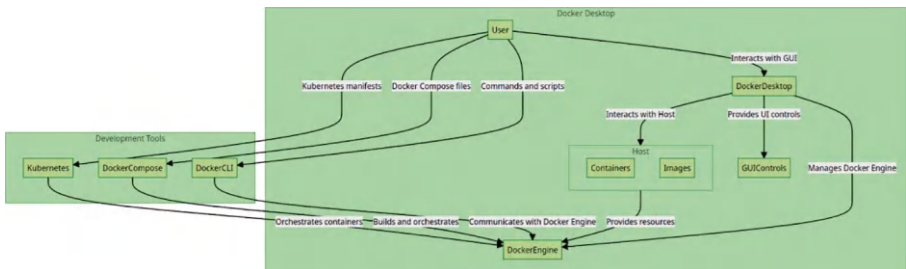 Docker Desktop
User
Interacts with GUI
Kubernetes manifests
Docker Compose files
Commands and scripts
DockerDesktop
Interacts with Host
Provides UI controls
Development Tools
Host
Kubernetes
DockerCompose
DockerCLI
Containers
Images
GUIControls
Manages Docker Engine
Orchestrates containers
Builds and orchestrates
Communicates with Docker Engine
Provides resources
DockerEngine